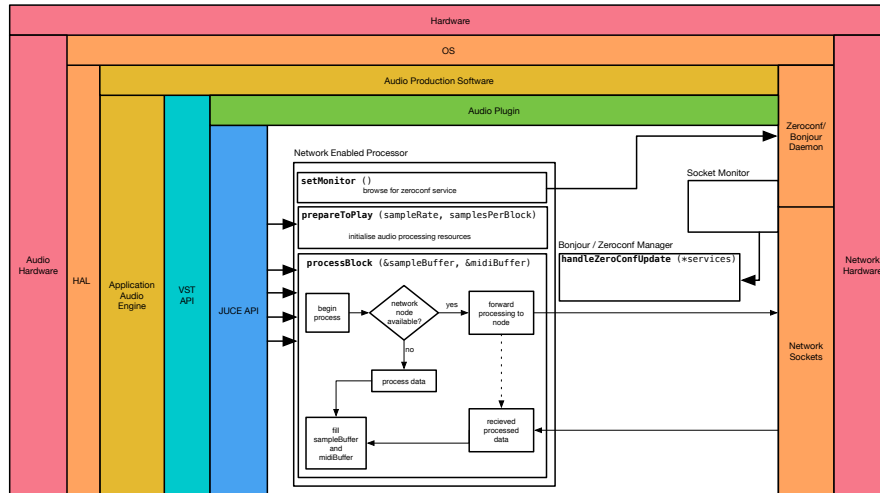 Hardware
OS
Audio Production Software
Audio Plugin
Zeroconf/
Bonjour
Daemon
Network Enabled Processor
setMonitor ()
browse for zeroconf service
Socket Monitor
prepareToPlay (sampleRate, samplesPerBlock)
initialise audio processing resources
Bonjour / Zeroconf Manager
handleZeroConfUpdate (*services)
Audio
Hardware
HAL
Application
Audio
Engine
VST
API
JUCE API
processBlock (&sampleBuffer, &midiBuffer)
begin
process
network
node
available?
yes
forward
processing to
node
no
process data
fill
sampleBuffer
and
midiBuffer
recieved
processed
data
Network
Sockets
Network
Hardware